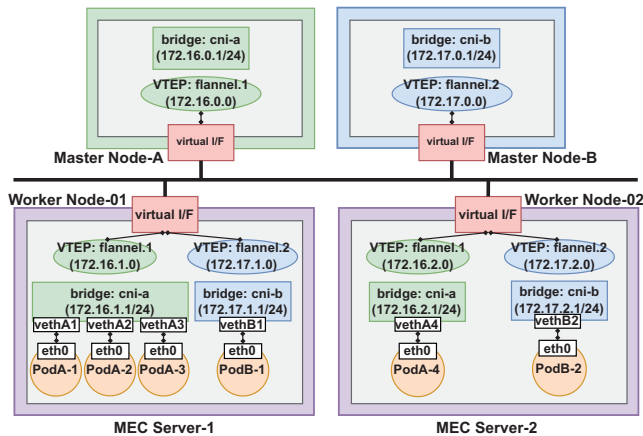 bridge: cni-a
(172.16.0.1/24)
VTEP: flannel.1
(172.16.0.0)
virtual I/F
Master Node-A
bridge: cni-b
(172.17.0.1/24)
VTEP: flannel.2
(172.17.0.0)
virtual I/F
Master Node-B
Worker Node-01
virtual I/F
VTEP: flannel.1
(172.16.1.0)
VTEP: flannel.2
(172.17.1.0)
bridge: cni-a
(172.16.1.1/24)
bridge: cni-b
(172.17.1.1/24)
vethA1
vethA2
vethA3
vethB1
eth0
eth0
eth0
eth0
PodA-1
PodA-2
PodA-3
PodB-1
MEC Server-1
Worker Node-02
virtual I/F
VTEP: flannel.1
(172.16.2.0)
VTEP: flannel.2
(172.17.2.0)
bridge: cni-a
(172.16.2.1/24)
bridge: cni-b
(172.17.2.1/24)
vethA4
vethB2
eth0
eth0
PodA-4
PodB-2
MEC Server-2